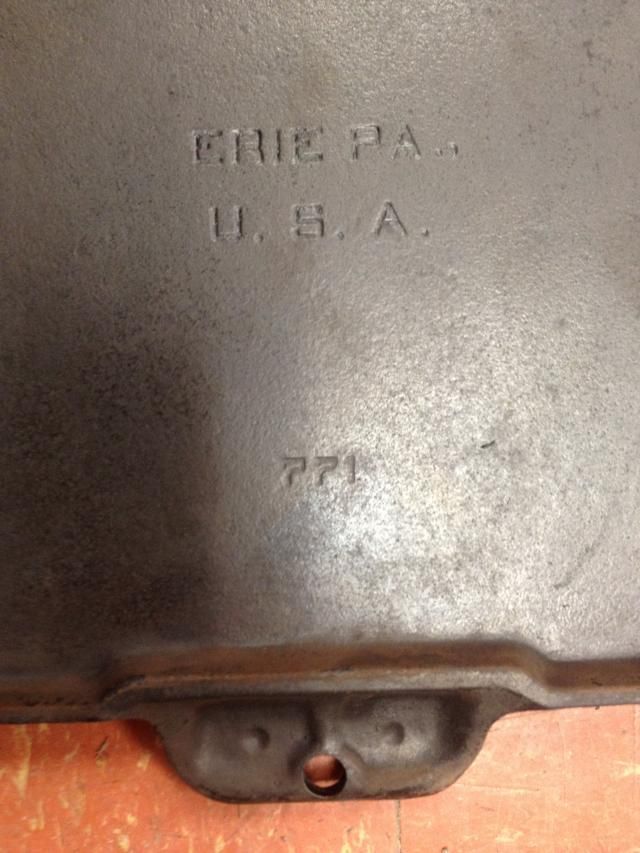 ERIE PA.,
U. S. A.
771